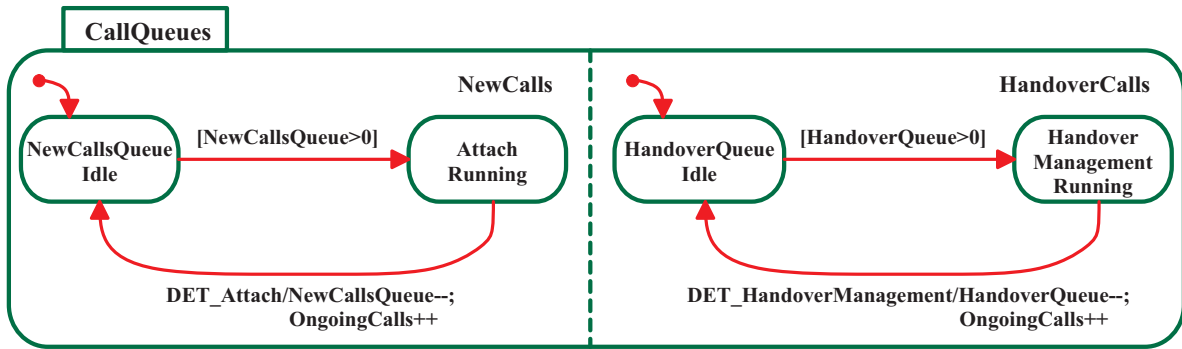 CallQueues
NewCalls
NewCallsQueue
Idle
[NewCallsQueue>0]
Attach
Running
DET_Attach/NewCallsQueue--;
OngoingCalls++
HandoverCalls
HandoverQueue
Idle
[HandoverQueue>0]
Handover
Management
Running
DET_HandoverManagement/HandoverQueue--;
OngoingCalls++